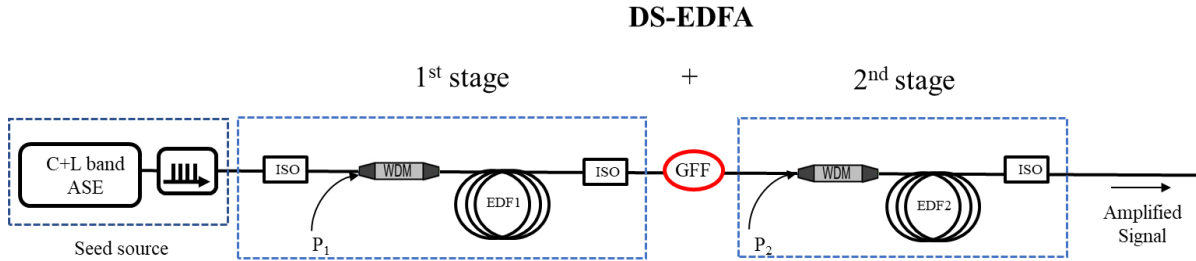 DS-EDFA
1st stage + 2nd stage
C+L band
ASE
ISO
WDM
EDF1
ISO
GFF
WDM
EDF2
ISO
P1
P2
Seed source
Amplified
Signal